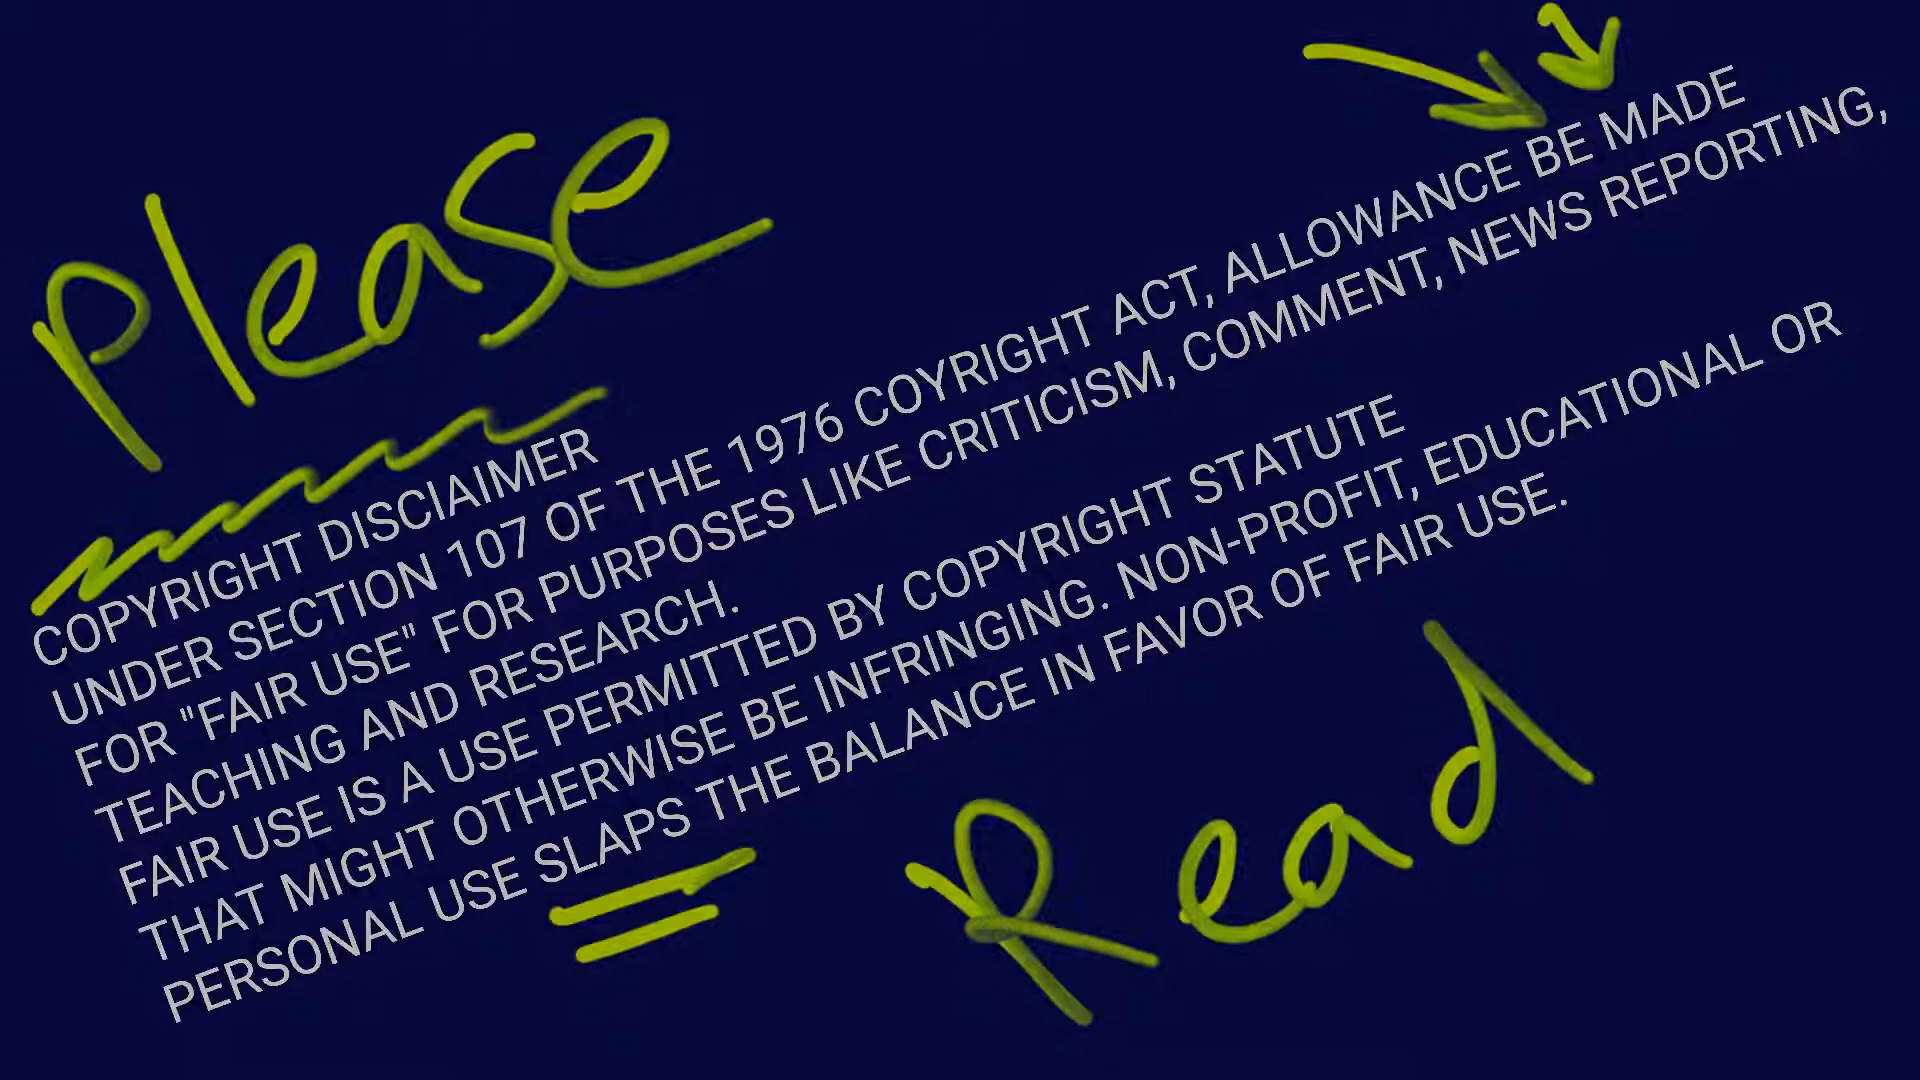 Please
COPYRIGHT DISCIAIMER
UNDER SECTION 107 OF THE 1976 COYRIGHT ACT, ALLOWANCE BE MADE
FOR "FAIR USE" FOR PURPOSES LIKE CRITICISM, COMMENT, NEWS REPORTING,
TEACHING AND RESEARCH.
FAIR USE IS A USE PERMITTED BY COPYRIGHT STATUTE
THAT MIGHT OTHERWISE BE INFRINGING. NON-PROFIT, EDUCATIONAL OR
PERSONAL USE SLAPS THE BALANCE IN FAVOR OF FAIR USE.
Read